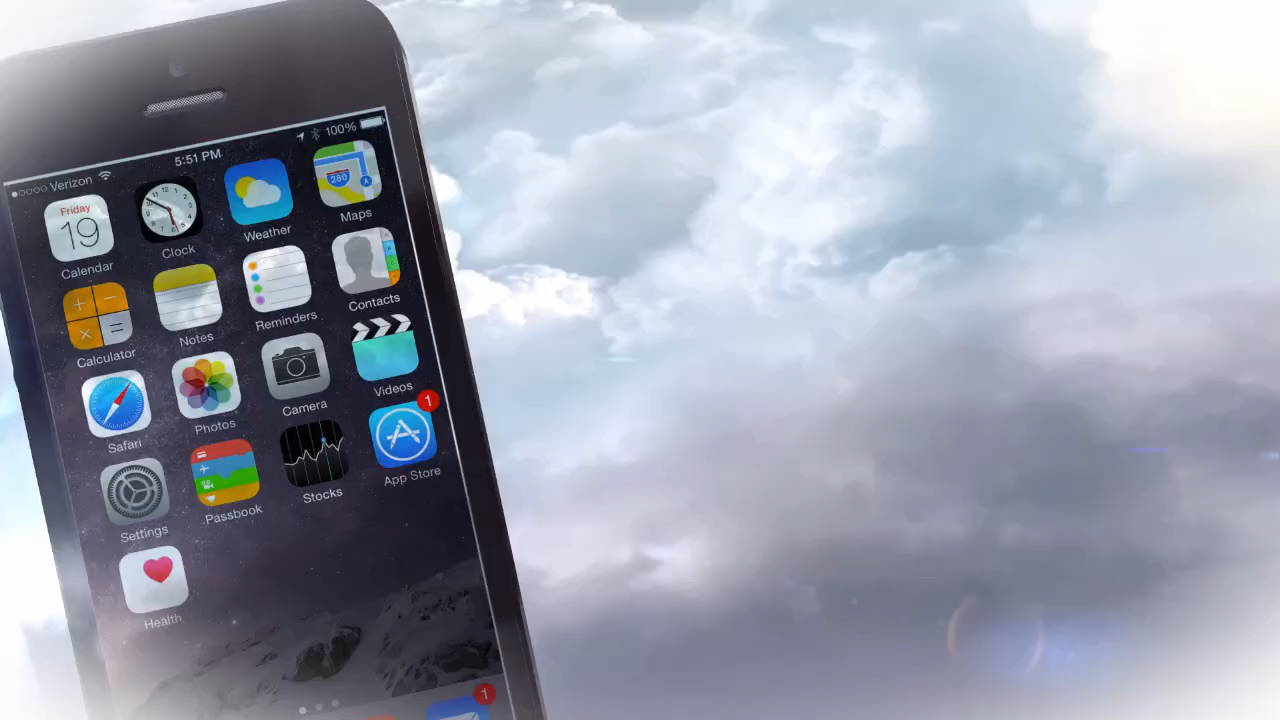 Verizon 5:51 PM 100%
Friday
19
280
Calendar Clock Weather Maps
Calculator Notes Reminders Contacts
Safari Photos Camera Videos
1
Settings Passbook Stocks App Store
Health
1